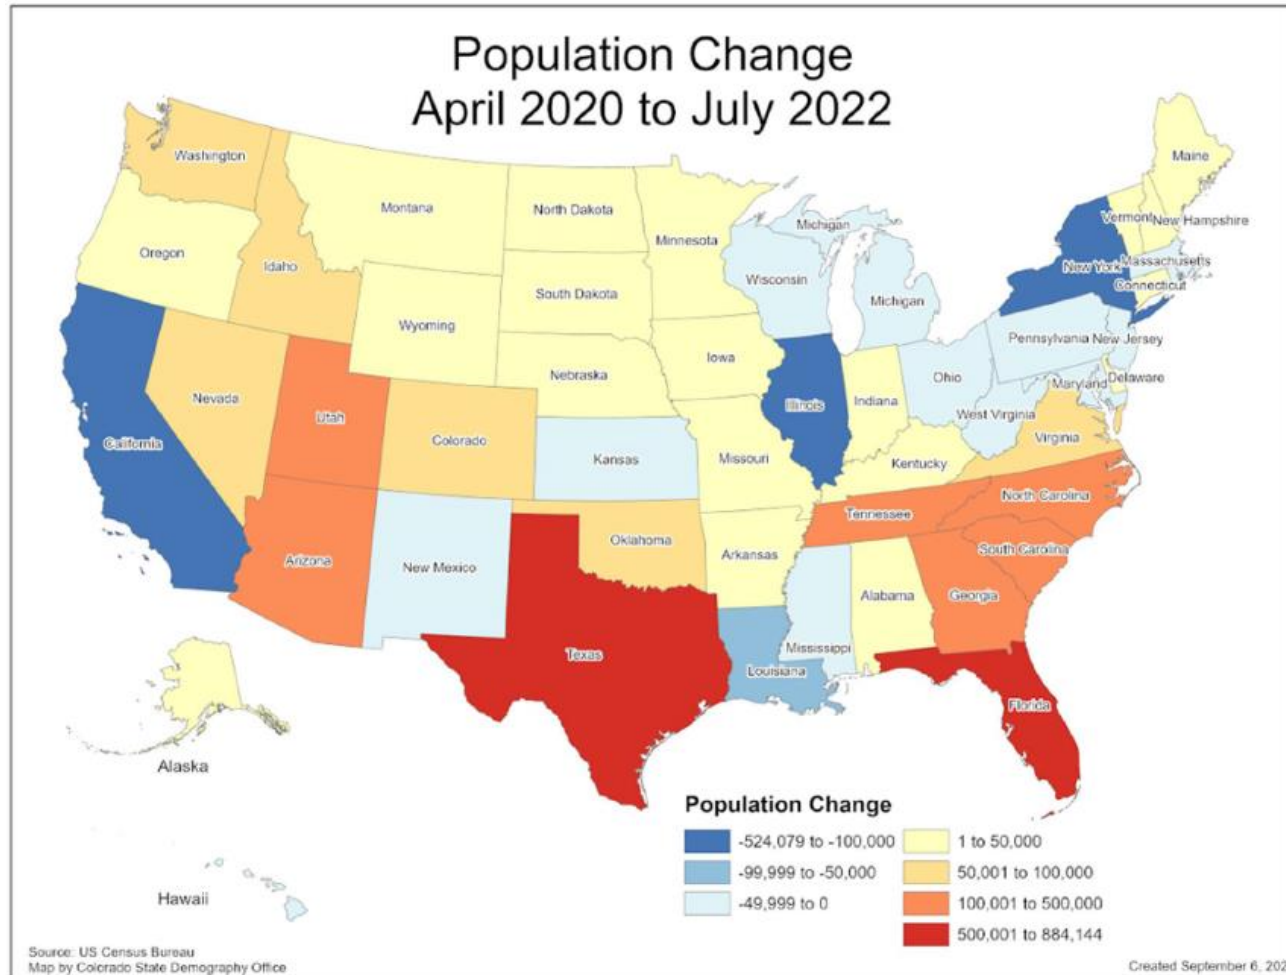 Population Change
April 2020 to July 2022
Washington
Montana
North Dakota
Minnesota
Michigan
Maine
Vermont
New Hampshire
Oregon
Idaho
Wisconsin
New York
Massachusetts
South Dakota
Michigan
Connecticut
Wyoming
Pennsylvania
New Jersey
Iowa
Nebraska
Ohio
Delaware
Maryland
Nevada
Utah
Illinois
Indiana
West Virginia
California
Colorado
Kansas
Missouri
Virginia
Kentucky
North Carolina
Tennessee
Oklahoma
Arkansas
South Carolina
Arizona
New Mexico
Alabama
Georgia
Mississippi
Texas
Louisiana
Florida
Alaska
Hawaii
Population Change
-524,079 to -100,000
-99,999 to -50,000
-49,999 to 0
1 to 50,000
50,001 to 100,000
100,001 to 500,000
500,001 to 884,144
Source: US Census Bureau
Map by Colorado State Demography Office
Created September 6, 202